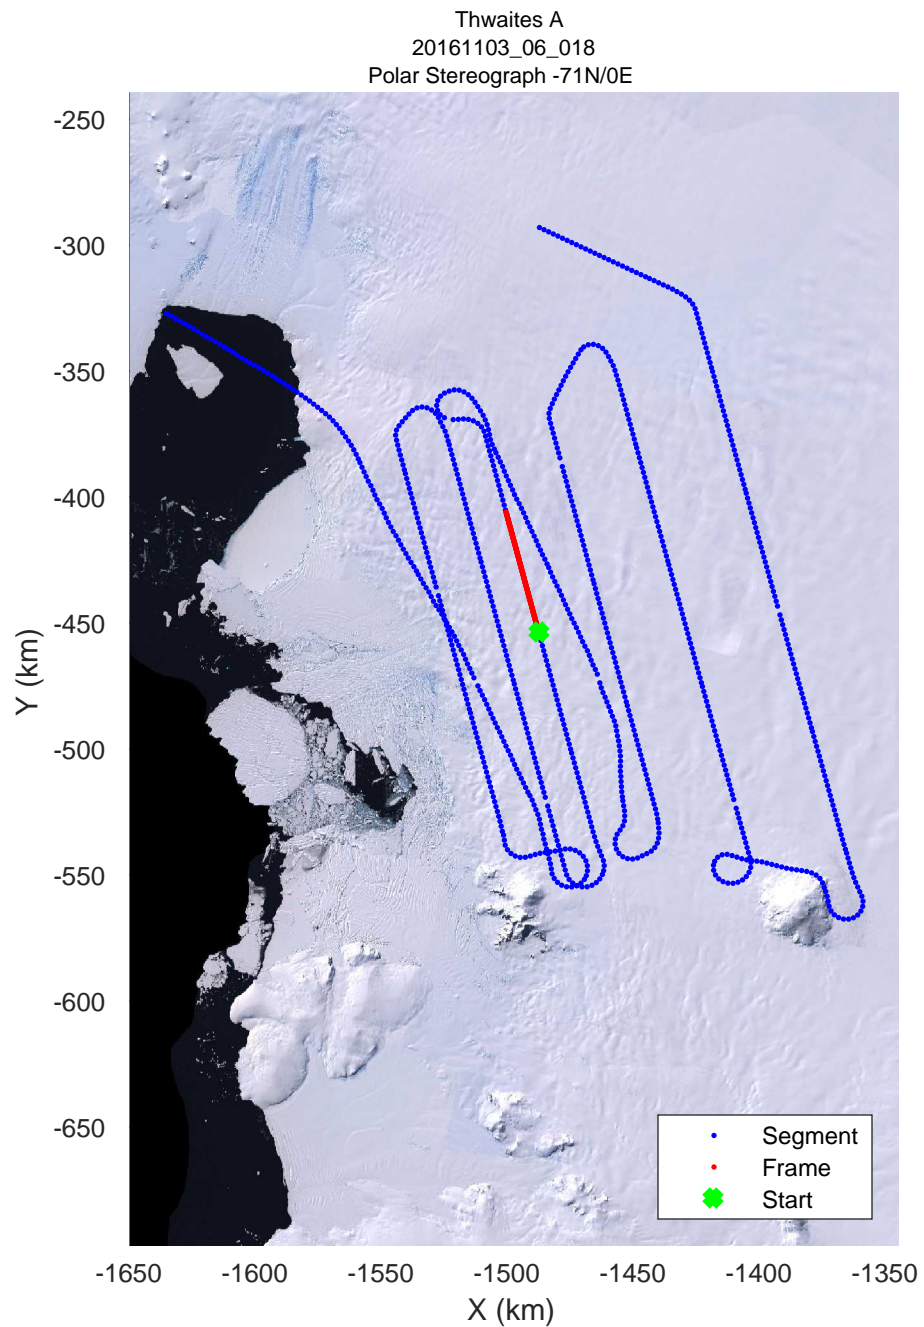 Thwaites A
20161103_06_018
Polar Stereograph -71N/0E
-250
-300
-350
-400
-450
-500
-550
-600
-650
Y (km)
Segment
Frame
Start
-1650 -1600 -1550 -1500 -1450 -1400 -1350
X (km)